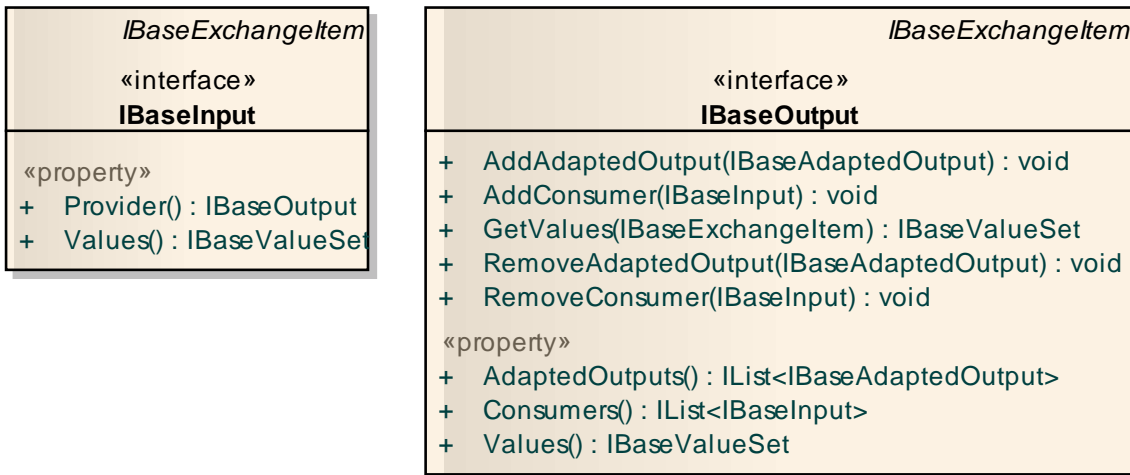 IBaseExchangeItem
«interface»
IBaseInput
«property»
+ Provider() : IBaseOutput
+ Values() : IBaseValueSet
IBaseExchangeItem
«interface»
IBaseOutput
+ AddAdaptedOutput(IBaseAdaptedOutput) : void
+ AddConsumer(IBaseInput) : void
+ GetValues(IBaseExchangeItem) : IBaseValueSet
+ RemoveAdaptedOutput(IBaseAdaptedOutput) : void
+ RemoveConsumer(IBaseInput) : void
«property»
+ AdaptedOutputs() : IList<IBaseAdaptedOutput>
+ Consumers() : IList<IBaseInput>
+ Values() : IBaseValueSet